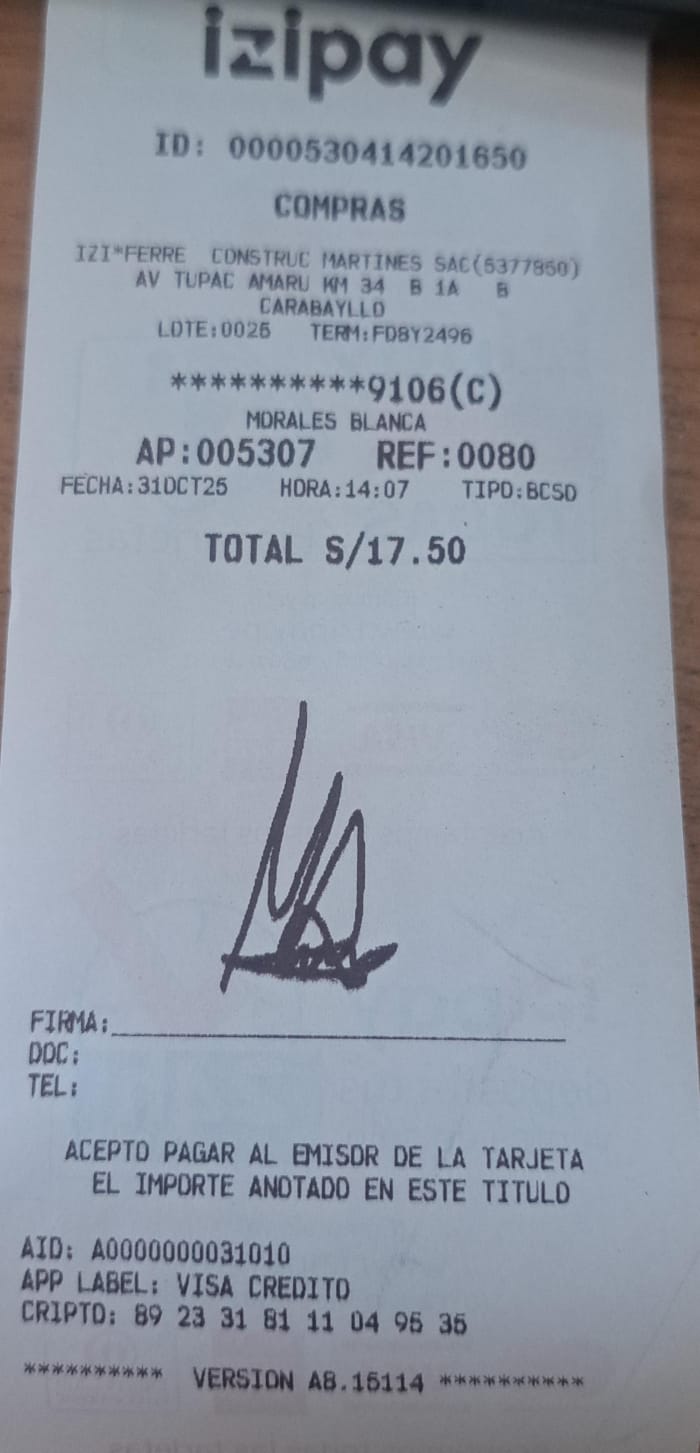 izipay
ID: 0000530414201650
COMPRAS
IZI*FERRE CONSTRUC MARTINES SAC(5377850)
AV TUPAC AMARU KM 34 B 1A B
CARABAYLLO
LOTE:0025 TERM:FD8Y2496
**********9106(C)
MORALES BLANCA
AP:005307 REF:0080
FECHA:31OCT25 HORA:14:07 TIPO:BCSD
TOTAL S/17.50
FIRMA:
DOC:
TEL:
ACEPTO PAGAR AL EMISOR DE LA TARJETA
EL IMPORTE ANOTADO EN ESTE TITULO
AID: A0000000031010
APP LABEL: VISA CREDITO
CRIPTO: 89 23 31 81 11 04 95 35
********** VERSION A8.15114 **********